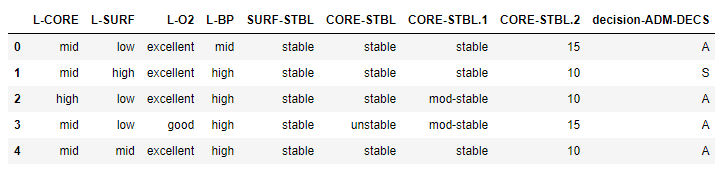 L-CORE L-SURF L-O2 L-BP SURF-STBL CORE-STBL CORE-STBL.1 CORE-STBL.2 decision-ADM-DECS
0 mid low excellent mid stable stable stable 15 A
1 mid high excellent high stable stable stable 10 S
2 high low excellent high stable stable mod-stable 10 A
3 mid low good high stable unstable mod-stable 15 A
4 mid mid excellent high stable stable stable 10 A